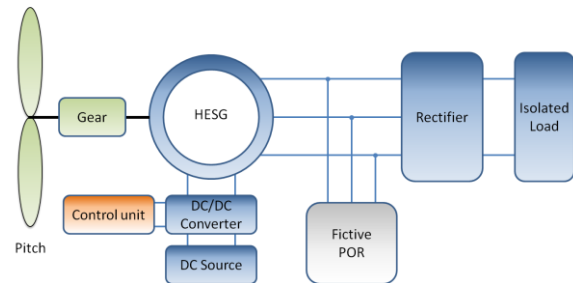 Gear
HESG
Rectifier
Isolated
Load
Control unit
DC/DC
Converter
Fictive
POR
Pitch
DC Source